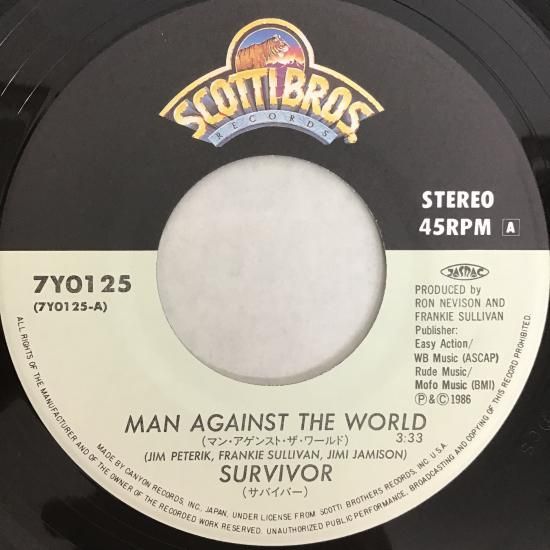 SCOTTI BROS.
RECORDS
STEREO
45RPM A
7YO125
(7YO125-A)
JASRAC
PRODUCED BY
RON NEVISON AND
FRANKIE SULLIVAN
Publisher:
Easy Action/
WB Music (ASCAP)
Rude Music/
Mofo Music (BMI)
Ⓟ&Ⓒ 1986
MAN AGAINST THE WORLD
(マン・アゲンスト・ザ・ワールド) 3:33
(JIM PETERIK, FRANKIE SULLIVAN, JIMI JAMISON)
SURVIVOR
(サバイバー)
MADE BY CANYON RECORDS, INC., JAPAN, UNDER LICENSE FROM SCOTTI BROTHERS RECORDS, INC. U.S.A.
ALL RIGHTS OF THE MANUFACTURER AND OF THE OWNER OF THE RECORDED WORK RESERVED. UNAUTHORIZED PUBLIC PERFORMANCE, BROADCASTING AND COPYING OF THIS RECORD PROHIBITED.